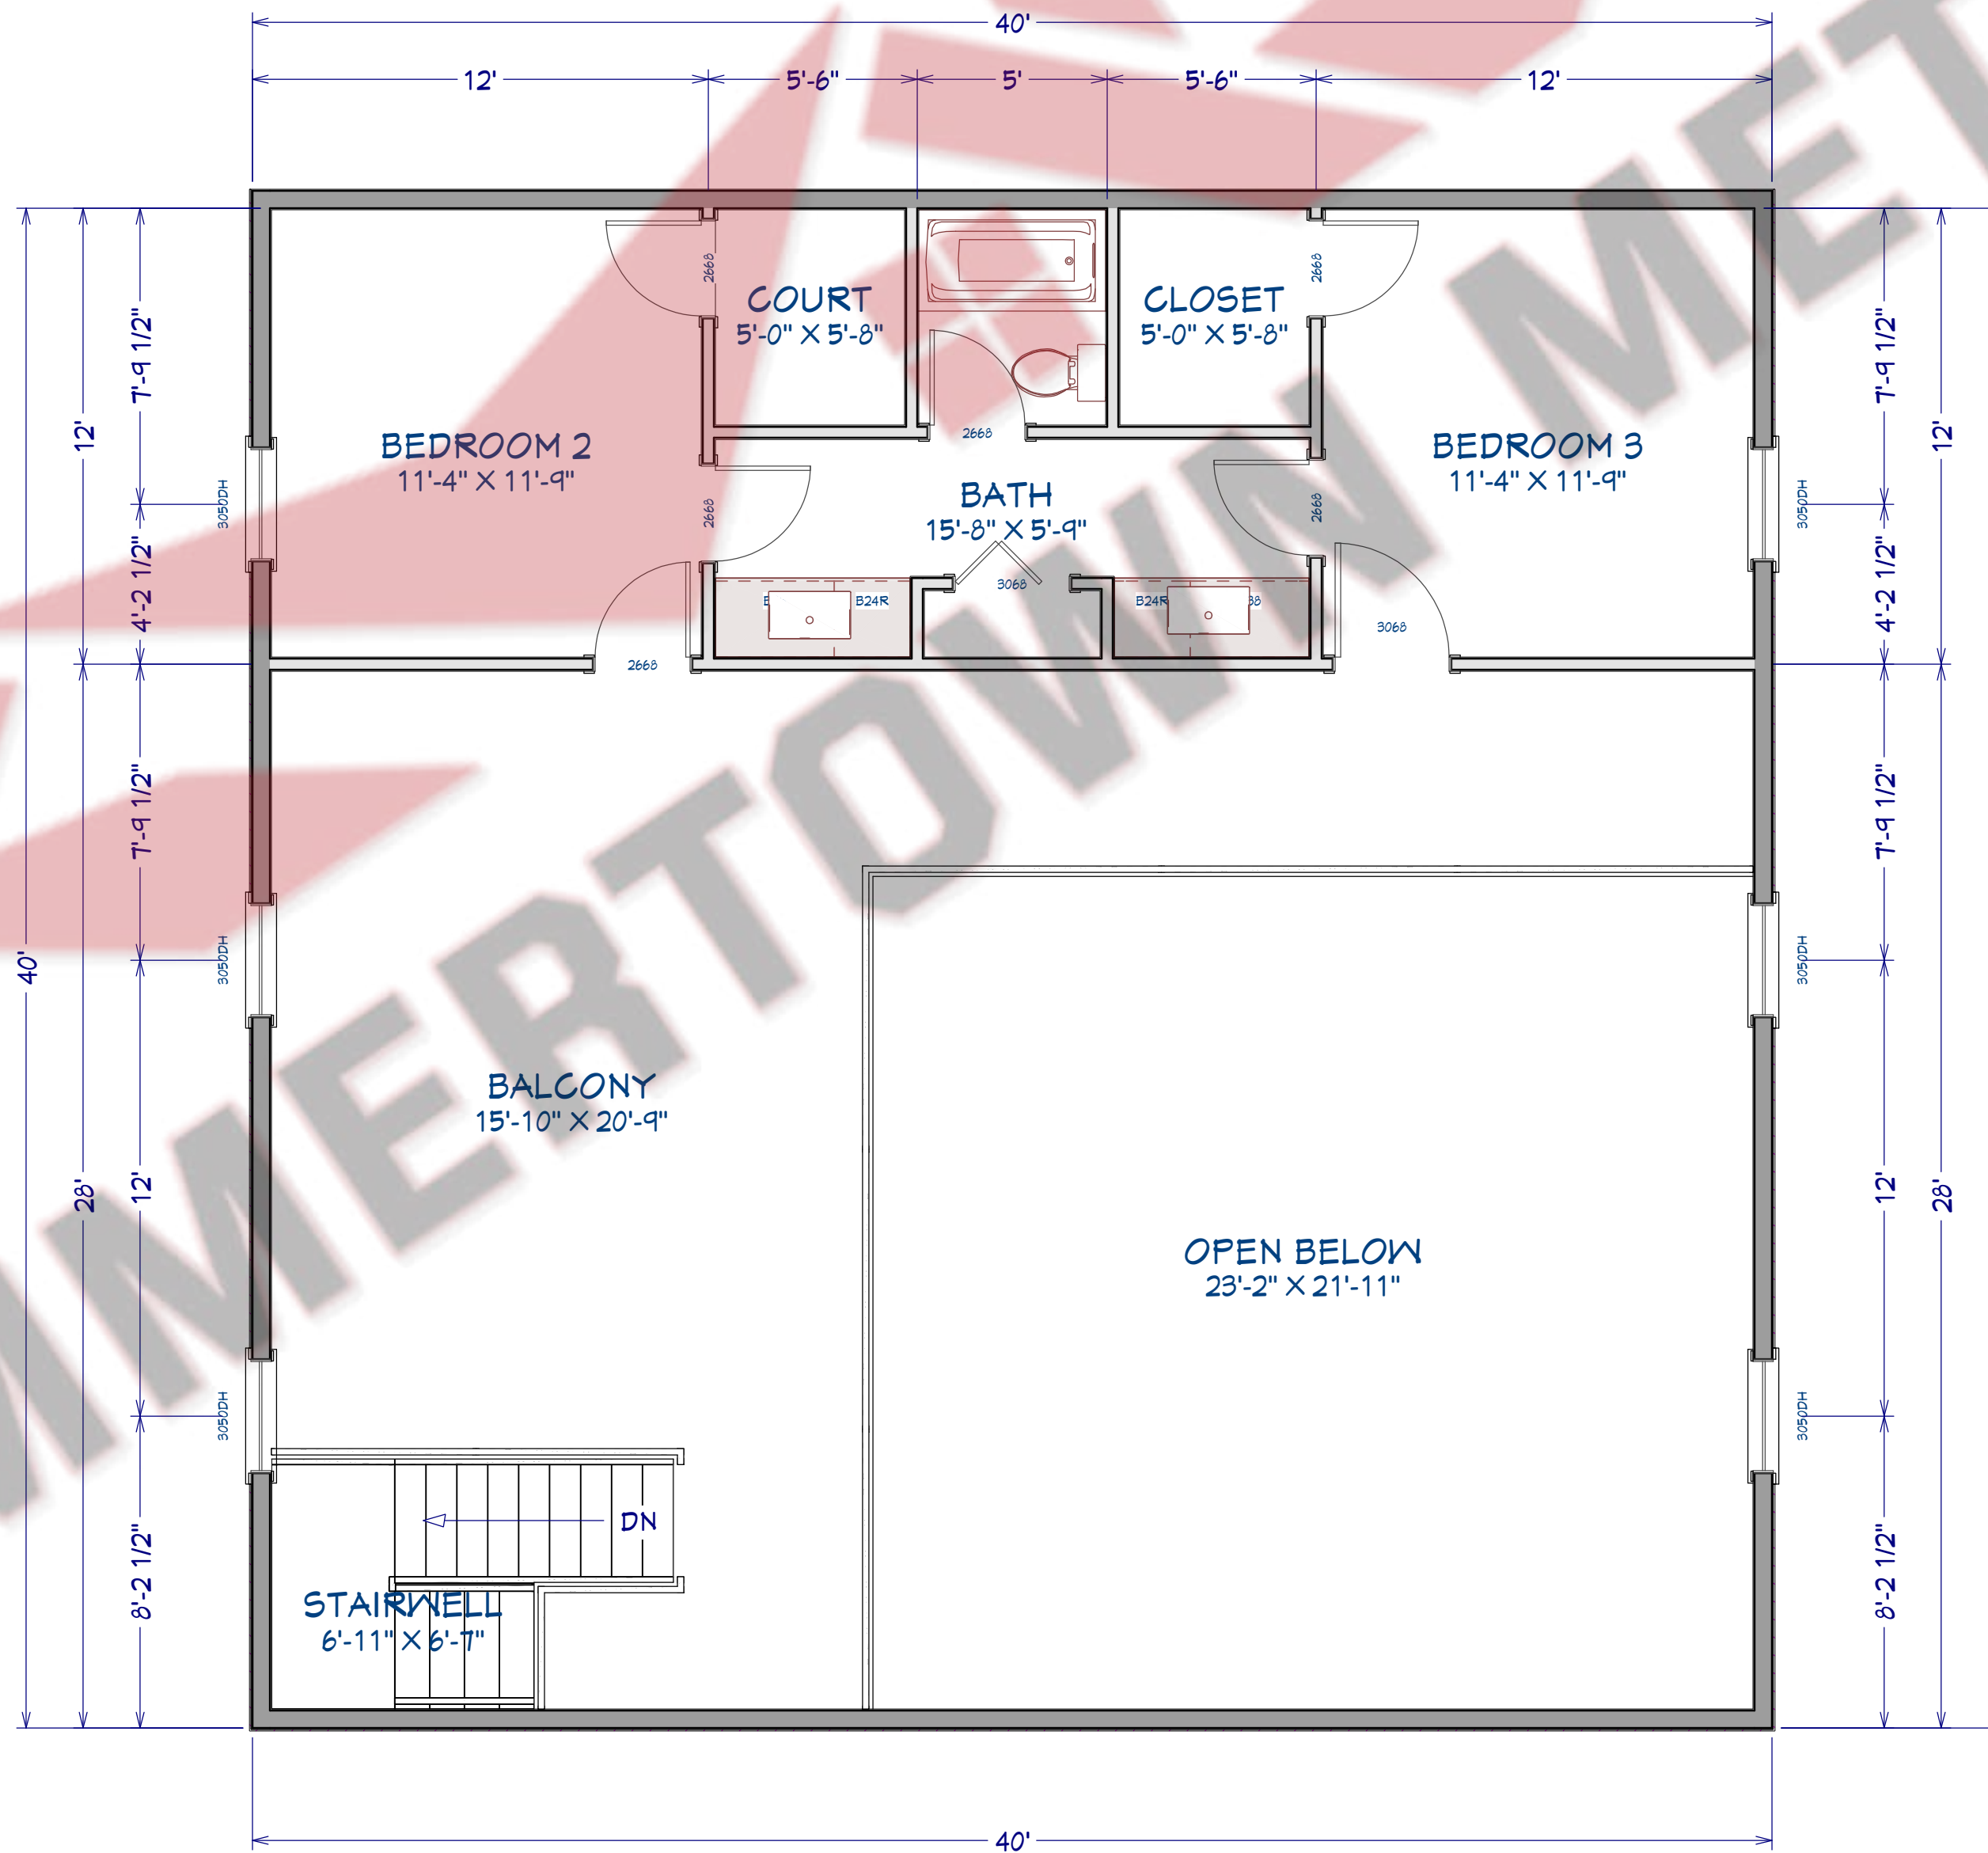 40'
12'
5'-6"
5'
5'-6"
12'
COURT
5'-0" X 5'-8"
CLOSET
5'-0" X 5'-8"
2668
2668
2668
BEDROOM 2
11'-4" X 11'-9"
BEDROOM 3
11'-4" X 11'-9"
BATH
15'-8" X 5'-9"
2668
2668
3068
B24R
B24R
3068
2668
7'-9 1/2"
4'-2 1/2"
12'
7'-9 1/2"
12'
8'-2 1/2"
28'
40'
3050DH
3050DH
3050DH
7'-9 1/2"
4'-2 1/2"
12'
7'-9 1/2"
12'
8'-2 1/2"
28'
3050DH
3050DH
3050DH
BALCONY
15'-10" X 20'-9"
OPEN BELOW
23'-2" X 21'-11"
DN
STAIRWELL
6'-11" X 6'-7"
40'
MMERTOWN MET